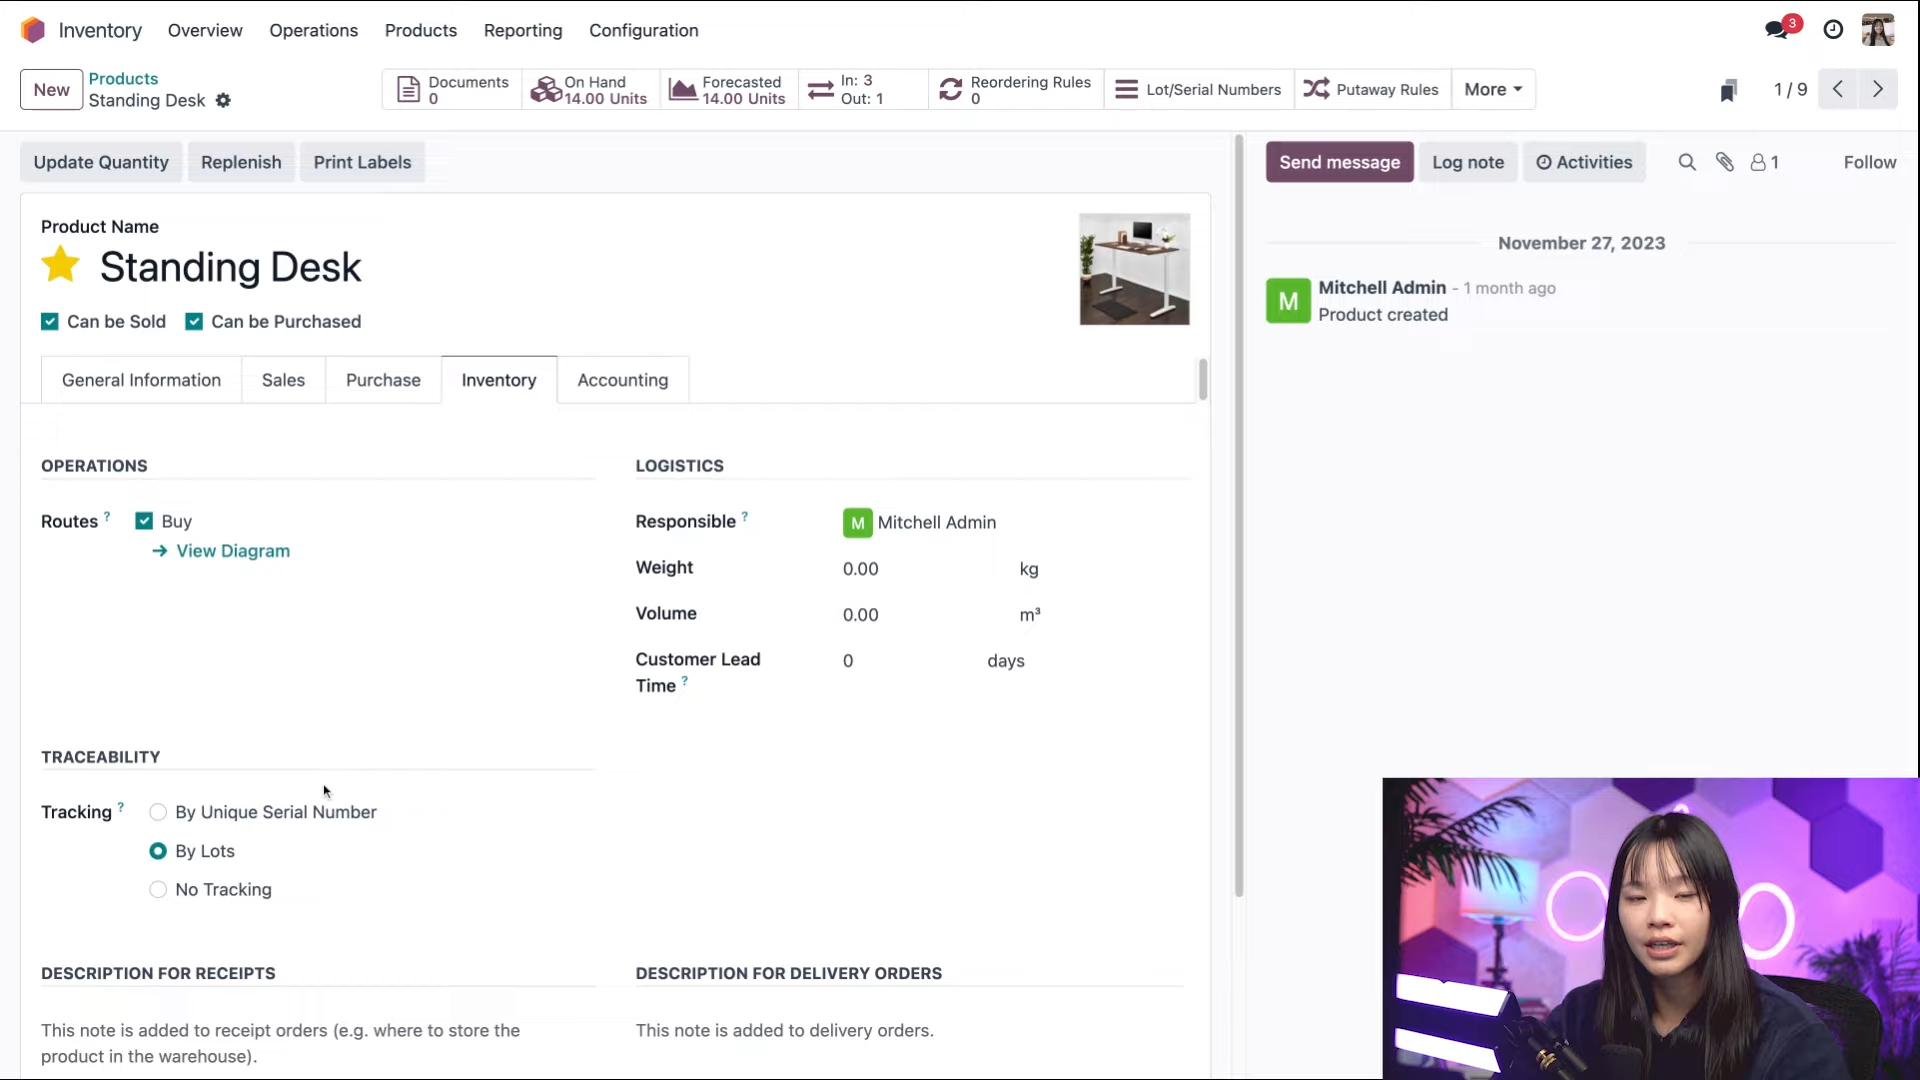 Inventory Overview Operations Products Reporting Configuration 3
New Products Standing Desk
Documents 0
On Hand 14.00 Units
Forecasted 14.00 Units
In: 3 Out: 1
Reordering Rules 0
Lot/Serial Numbers
Putaway Rules
More
1 / 9
Update Quantity Replenish Print Labels
Send message Log note Activities 1 Follow
Product Name
Standing Desk
Can be Sold Can be Purchased
General Information Sales Purchase Inventory Accounting
November 27, 2023
M Mitchell Admin - 1 month ago
Product created
OPERATIONS
Routes ? Buy
View Diagram
LOGISTICS
Responsible ? M Mitchell Admin
Weight 0.00 kg
Volume 0.00 m³
Customer Lead Time ? 0 days
TRACEABILITY
Tracking ? By Unique Serial Number
By Lots
No Tracking
DESCRIPTION FOR RECEIPTS
This note is added to receipt orders (e.g. where to store the
product in the warehouse).
DESCRIPTION FOR DELIVERY ORDERS
This note is added to delivery orders.